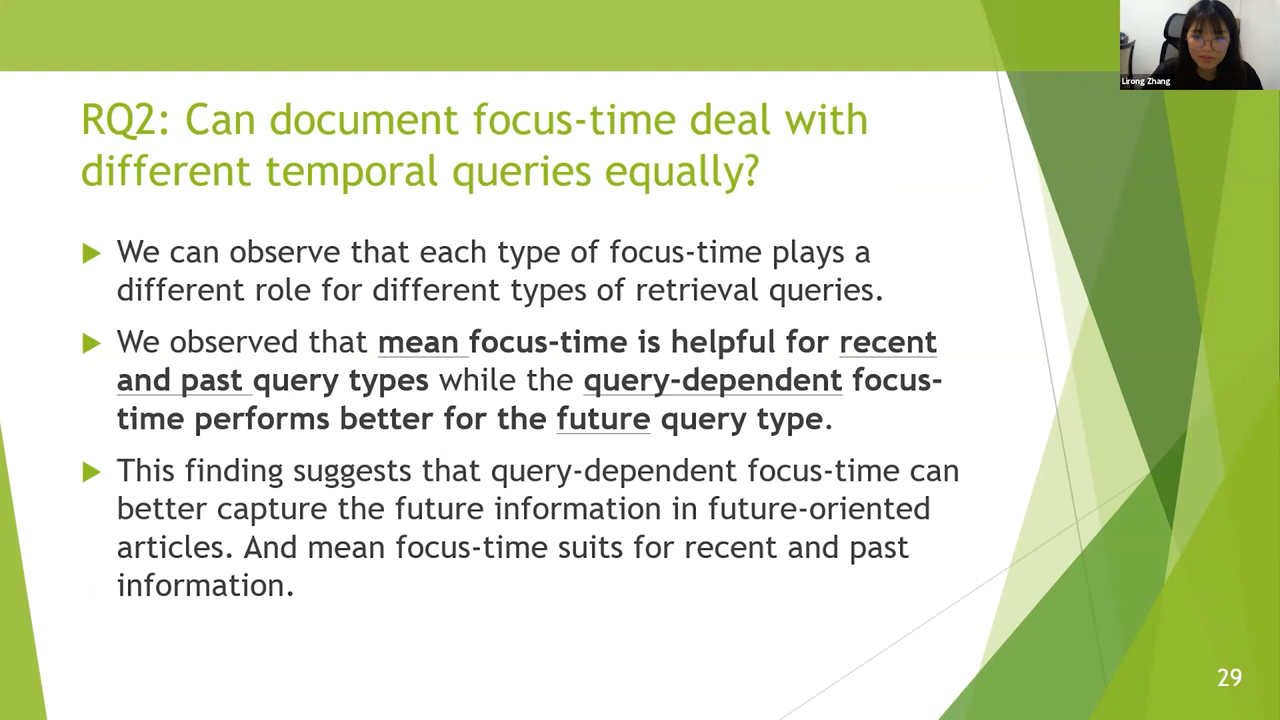 Lirong Zhang
RQ2: Can document focus-time deal with
different temporal queries equally?
We can observe that each type of focus-time plays a
different role for different types of retrieval queries.
We observed that mean focus-time is helpful for recent
and past query types while the query-dependent focus-
time performs better for the future query type.
This finding suggests that query-dependent focus-time can
better capture the future information in future-oriented
articles. And mean focus-time suits for recent and past
information.
29